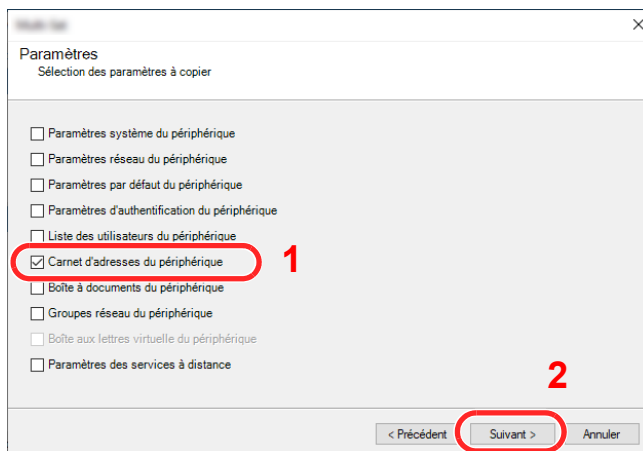 Paramètres
Sélection des paramètres à copier
Paramètres système du périphérique
Paramètres réseau du périphérique
Paramètres par défaut du périphérique
Paramètres d'authentification du périphérique
Liste des utilisateurs du périphérique
Carnet d'adresses du périphérique
1
Boîte à documents du périphérique
Groupes réseau du périphérique
Boîte aux lettres virtuelle du périphérique
Paramètres des services à distance
2
< Précédent
Suivant >
Annuler